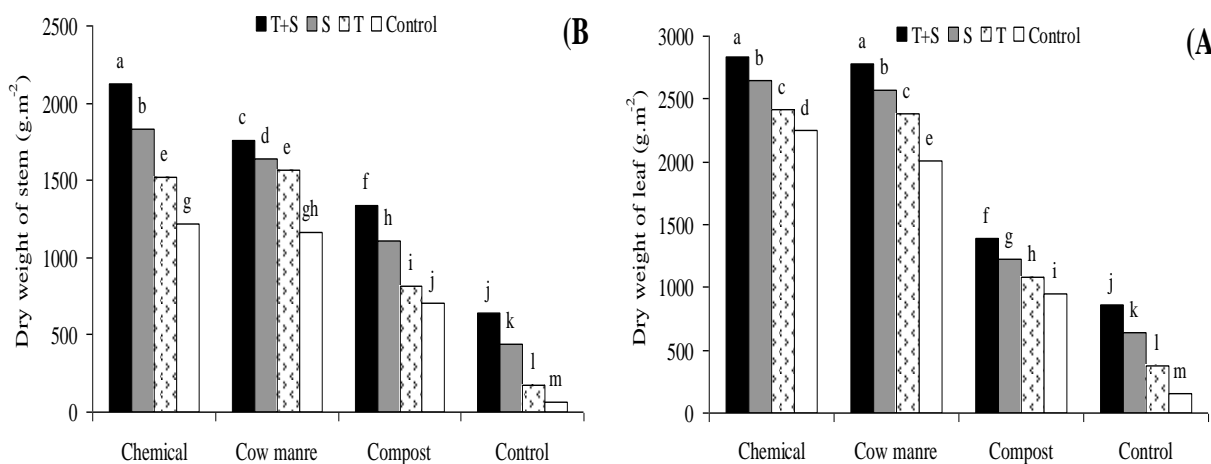 2500
2000
1500
1000
500
0
Dry weight of stem (g.m-2)
T+S S T Control
(B
a b e g
c d e gh
f h i j
j k l m
Chemical Cow manre Compost Control
3000
2500
2000
1500
1000
500
0
Dry weight of leaf (g.m-2)
T+S S T Control
(A
a b c d
a b c e
f g h i
j k l m
Chemical Cow manre Compost Control